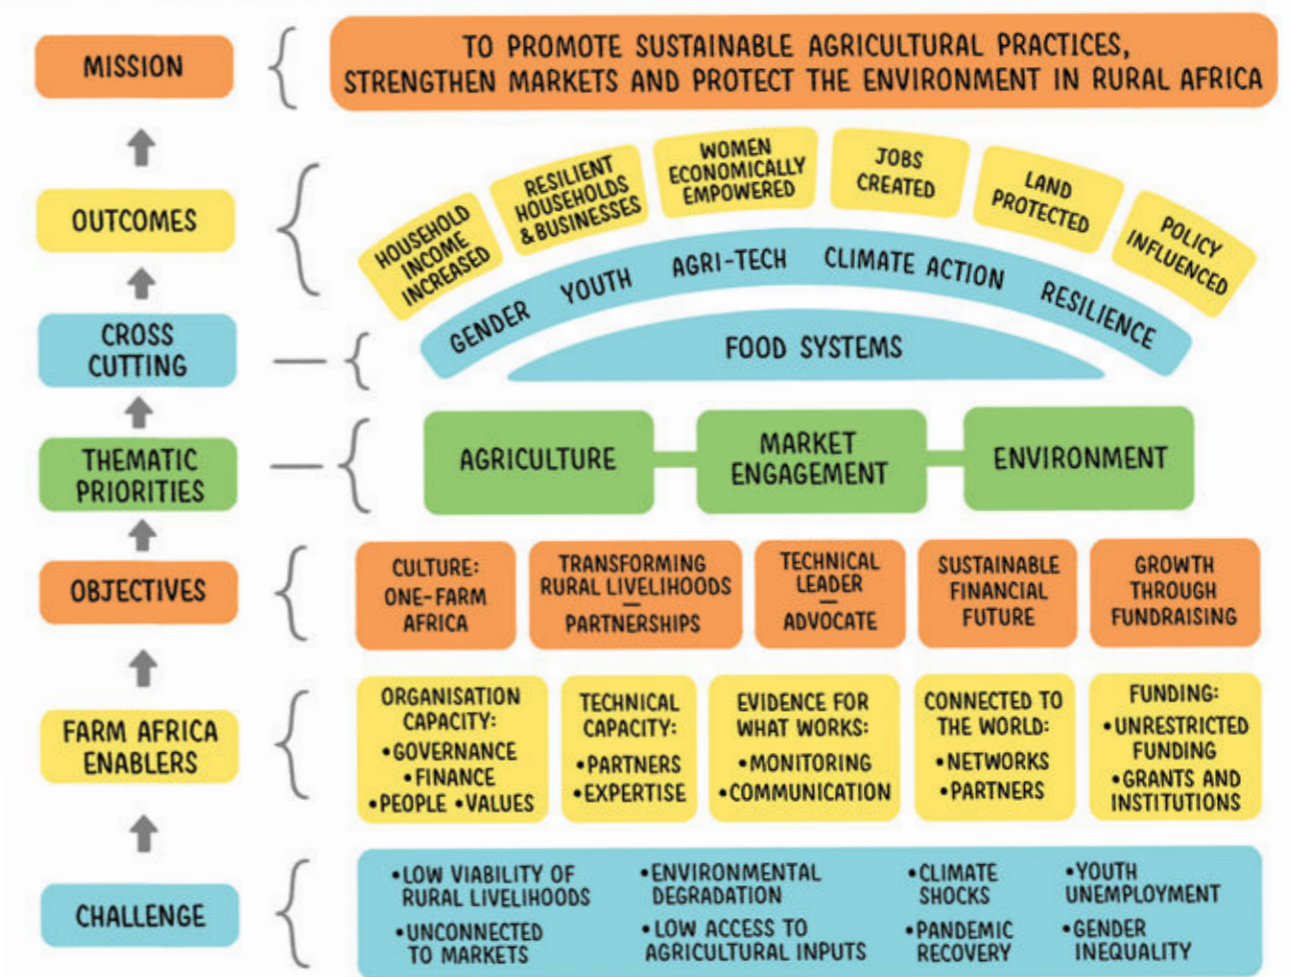 MISSION
TO PROMOTE SUSTAINABLE AGRICULTURAL PRACTICES,
STRENGTHEN MARKETS AND PROTECT THE ENVIRONMENT IN RURAL AFRICA
OUTCOMES
HOUSEHOLD
INCOME
INCREASED
RESILIENT
HOUSEHOLDS
& BUSINESSES
WOMEN
ECONOMICALLY
EMPOWERED
JOBS
CREATED
LAND
PROTECTED
POLICY
INFLUENCED
CROSS
CUTTING
GENDER YOUTH AGRI-TECH CLIMATE ACTION RESILIENCE
FOOD SYSTEMS
THEMATIC
PRIORITIES
AGRICULTURE
MARKET
ENGAGEMENT
ENVIRONMENT
OBJECTIVES
CULTURE:
ONE-FARM
AFRICA
TRANSFORMING
RURAL LIVELIHOODS
—
PARTNERSHIPS
TECHNICAL
LEADER
—
ADVOCATE
SUSTAINABLE
FINANCIAL
FUTURE
GROWTH
THROUGH
FUNDRAISING
FARM AFRICA
ENABLERS
ORGANISATION
CAPACITY:
•GOVERNANCE
•FINANCE
•PEOPLE •VALUES
TECHNICAL
CAPACITY:
•PARTNERS
•EXPERTISE
EVIDENCE FOR
WHAT WORKS:
•MONITORING
•COMMUNICATION
CONNECTED TO
THE WORLD:
•NETWORKS
•PARTNERS
FUNDING:
•UNRESTRICTED
FUNDING
•GRANTS AND
INSTITUTIONS
CHALLENGE
•LOW VIABILITY OF
RURAL LIVELIHOODS
•UNCONNECTED
TO MARKETS
•ENVIRONMENTAL
DEGRADATION
•LOW ACCESS TO
AGRICULTURAL INPUTS
•CLIMATE
SHOCKS
•PANDEMIC
RECOVERY
•YOUTH
UNEMPLOYMENT
•GENDER
INEQUALITY